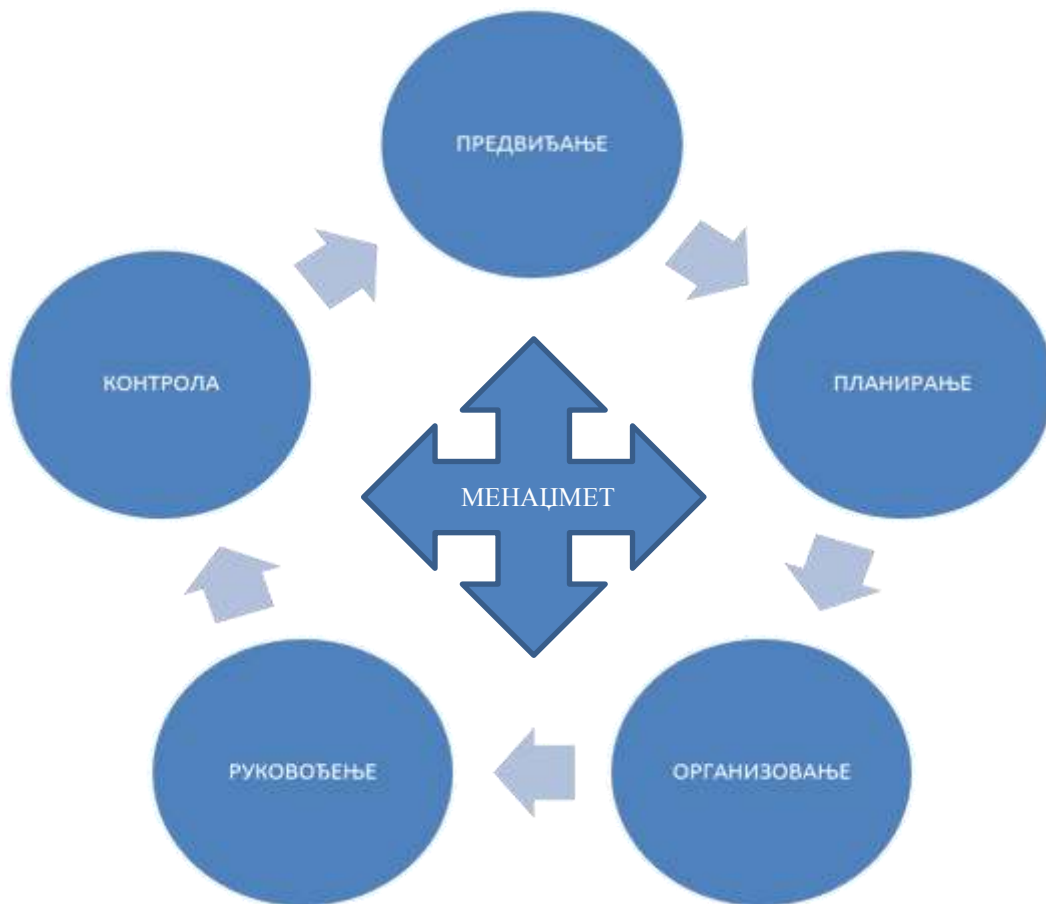 ПРЕДВИЂАЊЕ
КОНТРОЛА
ПЛАНИРАЊЕ
МЕНАЏМЕТ
РУКОВОЂЕЊЕ
ОРГАНИЗОВАЊЕ